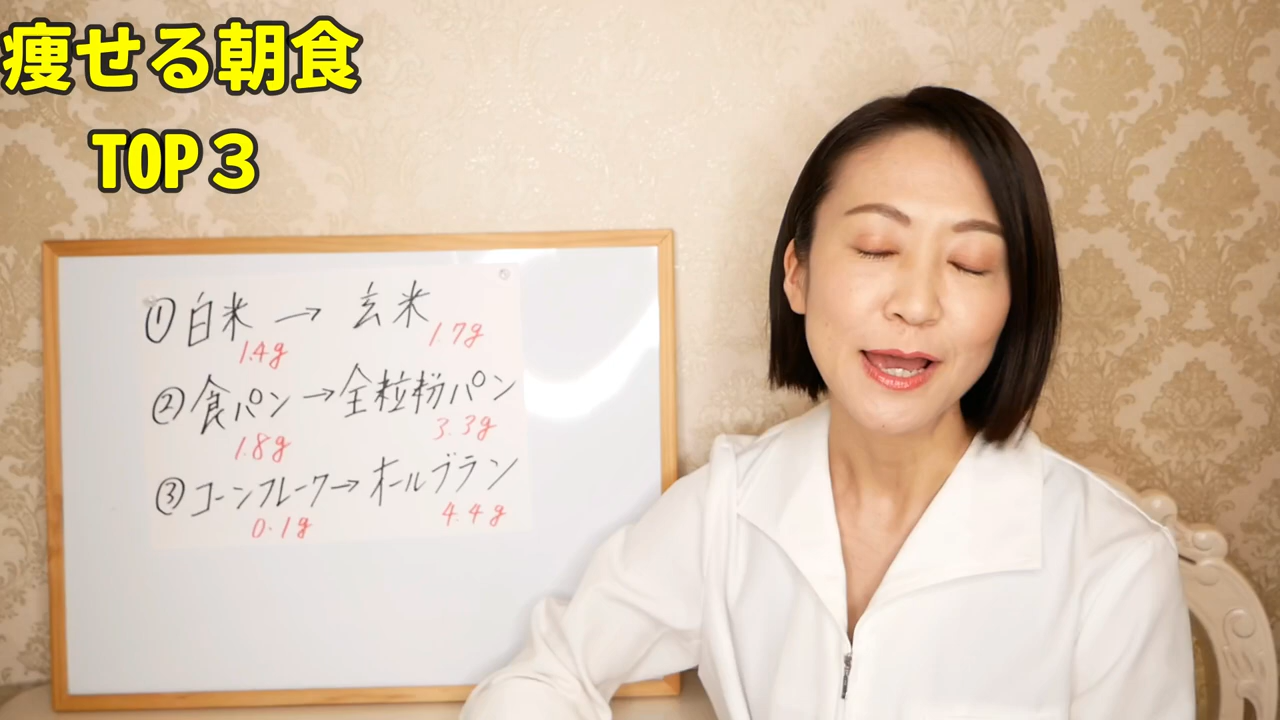 痩せる朝食
TOP3
①白米 → 玄米
1.4g 1.7g
②食パン→全粒粉パン
1.8g 3.3g
③コーンフレーク→オールブラン
0.1g 4.4g